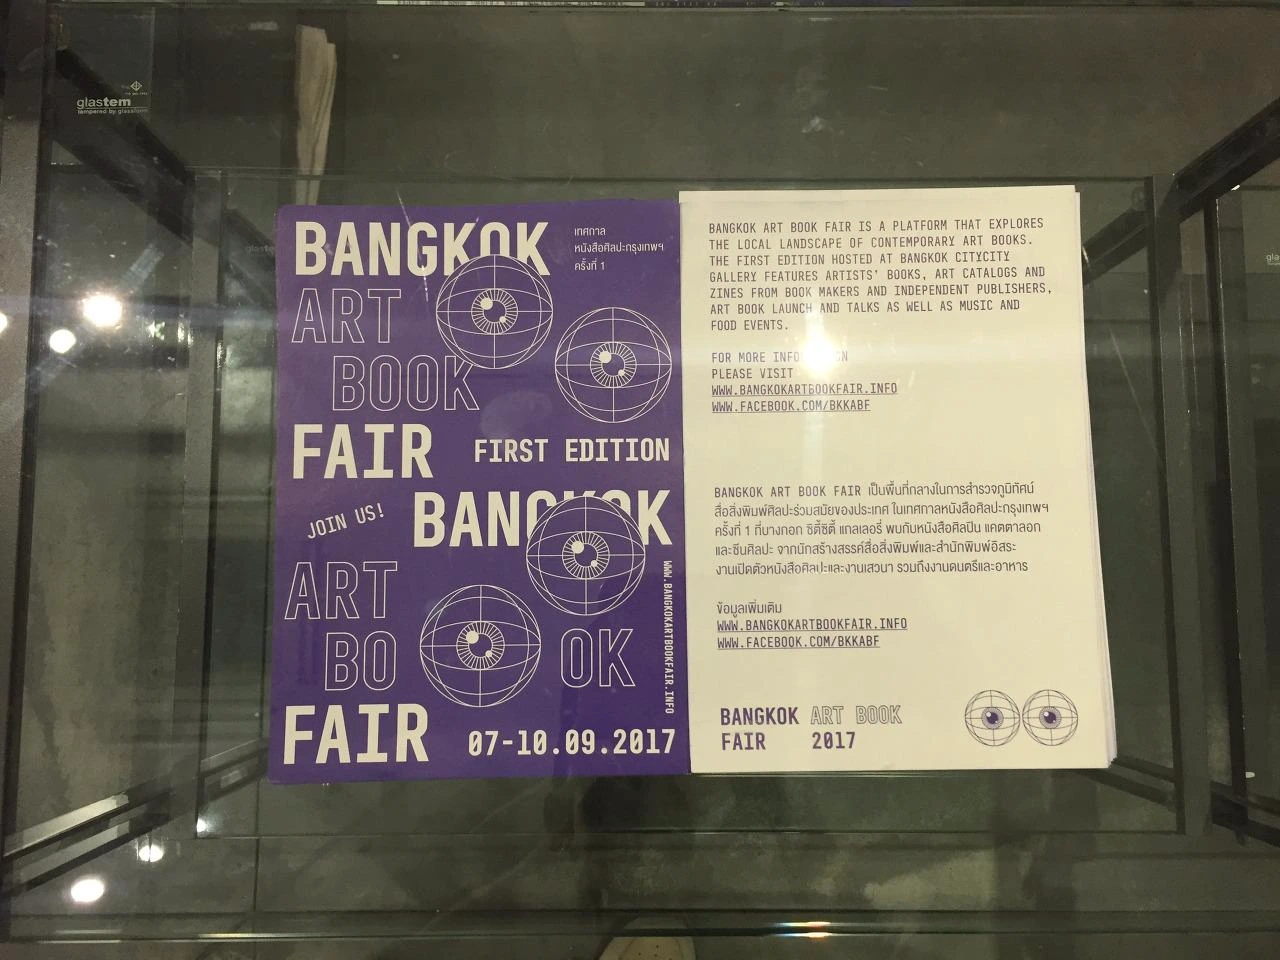 glastem
tempered by glassform
BANGKOK
ART
BOOK
FAIR
เทศกาล
หนังสือศิลปะกรุงเทพฯ
ครั้งที่ 1
FIRST EDITION
JOIN US!
BANGKOK
ART
BO OK
FAIR
07-10.09.2017
WWW.BANGKOKARTBOOKFAIR.INFO
BANGKOK ART BOOK FAIR IS A PLATFORM THAT EXPLORES
THE LOCAL LANDSCAPE OF CONTEMPORARY ART BOOKS.
THE FIRST EDITION HOSTED AT BANGKOK CITYCITY
GALLERY FEATURES ARTISTS' BOOKS, ART CATALOGS AND
ZINES FROM BOOK MAKERS AND INDEPENDENT PUBLISHERS,
ART BOOK LAUNCH AND TALKS AS WELL AS MUSIC AND
FOOD EVENTS.
FOR MORE INFORMATION
PLEASE VISIT
WWW.BANGKOKARTBOOKFAIR.INFO
WWW.FACEBOOK.COM/BKKABF
BANGKOK ART BOOK FAIR เป็นพื้นที่กลางในการสำรวจภูมิทัศน์
สื่อสิ่งพิมพ์ศิลปะร่วมสมัยของประเทศ ในเทศกาลหนังสือศิลปะกรุงเทพฯ
ครั้งที่ 1 ที่บางกอก ซิตี้ซิตี้ แกลเลอรี่ พบกับหนังสือศิลปิน แคตตาลอก
และซีนศิลปะ จากนักสร้างสรรค์สื่อสิ่งพิมพ์และสำนักพิมพ์อิสระ
งานเปิดตัวหนังสือศิลปะและงานเสวนา รวมถึงงานดนตรีและอาหาร
ข้อมูลเพิ่มเติม
WWW.BANGKOKARTBOOKFAIR.INFO
WWW.FACEBOOK.COM/BKKABF
BANGKOK ART BOOK
FAIR 2017